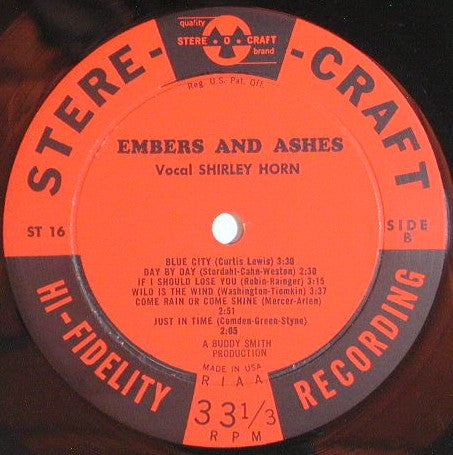 quality
STERE-O-CRAFT
brand
STERE-O-CRAFT
Reg. U.S. Pat. Off.
EMBERS AND ASHES
Vocal SHIRLEY HORN
ST 16
SIDE
B
BLUE CITY (Curtis Lewis) 3:38
DAY BY DAY (Stordahl-Cahn-Weston) 2:30
IF I SHOULD LOSE YOU (Robin-Rainger) 3:15
WILD IS THE WIND (Washington-Tiomkin) 3:37
COME RAIN OR COME SHINE (Mercer-Arlen)
2:51
JUST IN TIME (Comden-Green-Styne)
2:05
A BUDDY SMITH
PRODUCTION
MADE IN USA
RIAA
33 1/3
RPM
HI-FIDELITY RECORDING